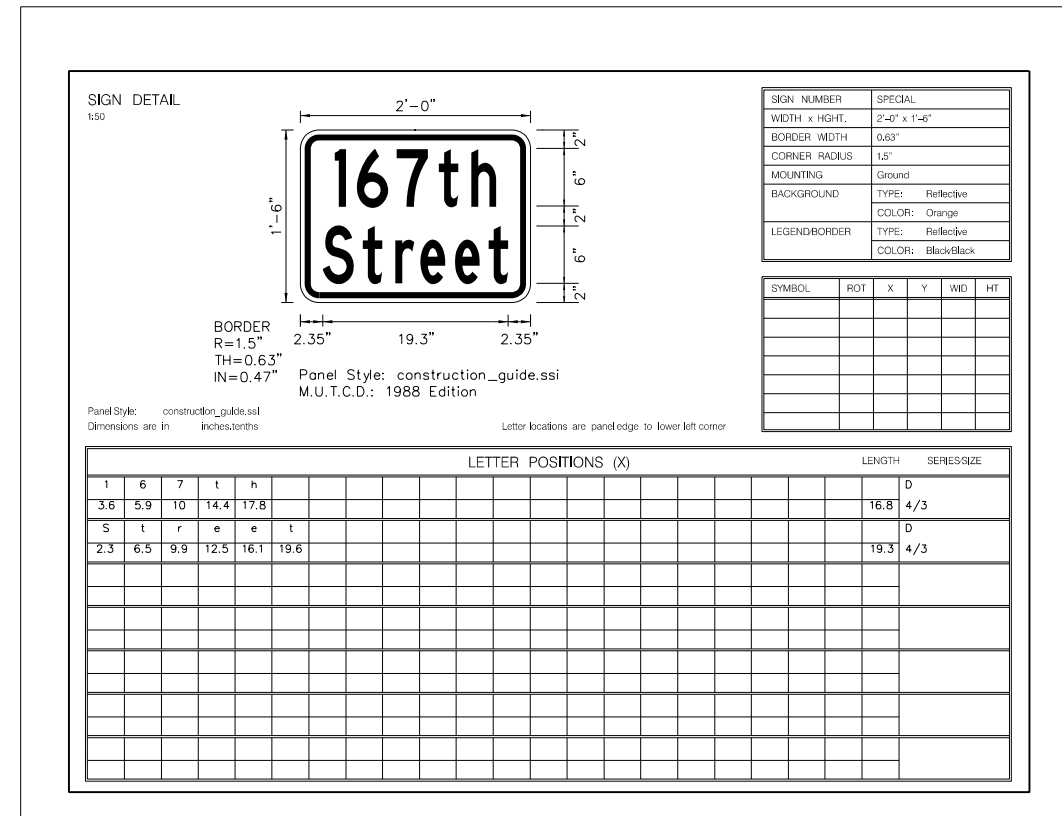 SIGN DETAIL
1:50
2'-0"
1'-6"
167th
Street
2"
6"
2"
6"
2"
2.35" 19.3" 2.35"
BORDER
R=1.5"
TH=0.63"
IN=0.47"
Panel Style: construction_guide.ssi
M.U.T.C.D.: 1988 Edition
Panel Style: construction_guide.ssi
Dimensions are in inches.tenths
Letter locations are panel edge to lower left corner
SIGN NUMBER SPECIAL
WIDTH x HGHT. 2'-0" x 1'-6"
BORDER WIDTH 0.63"
CORNER RADIUS 1.5"
MOUNTING Ground
BACKGROUND TYPE: Reflective
COLOR: Orange
LEGEND/BORDER TYPE: Reflective
COLOR: Black/Black
SYMBOL ROT X Y WID HT
LETTER POSITIONS (X) LENGTH SERIES/SIZE
1 6 7 t h D
3.6 5.9 10 14.4 17.8 16.8 4/3
S t r e e t D
2.3 6.5 9.9 12.5 16.1 19.6 19.3 4/3